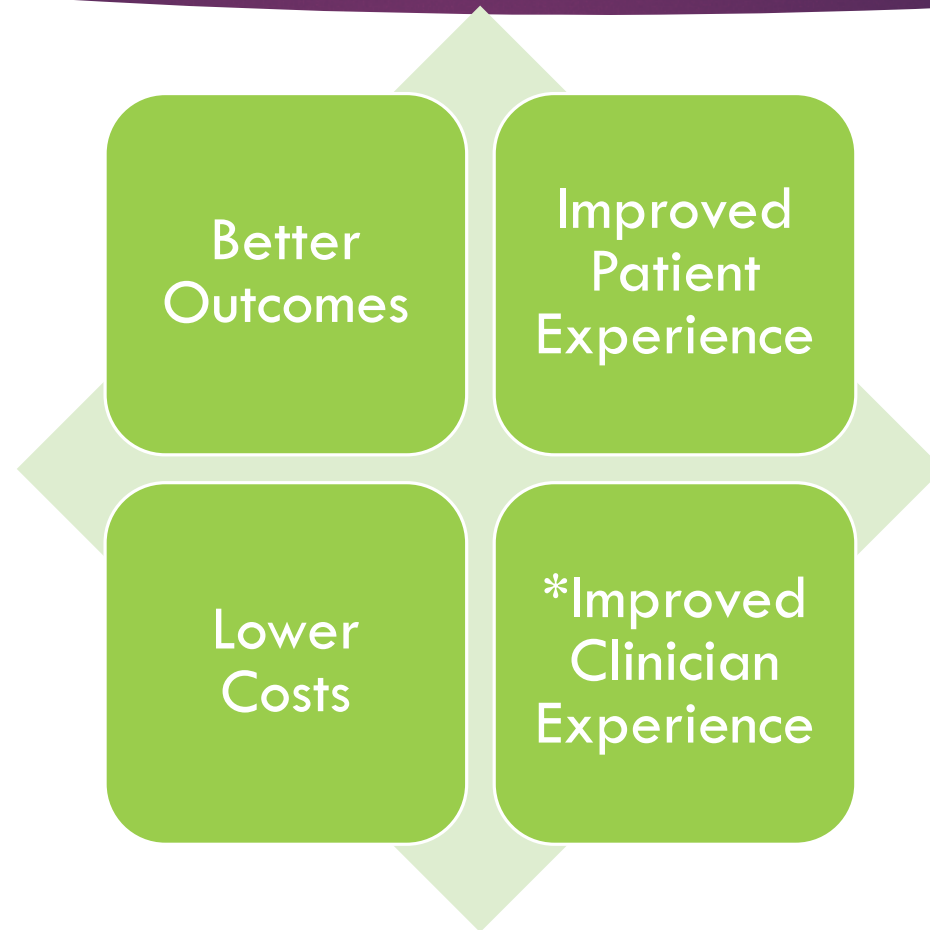 Better
Outcomes
Improved
Patient
Experience
Lower
Costs
*Improved
Clinician
Experience